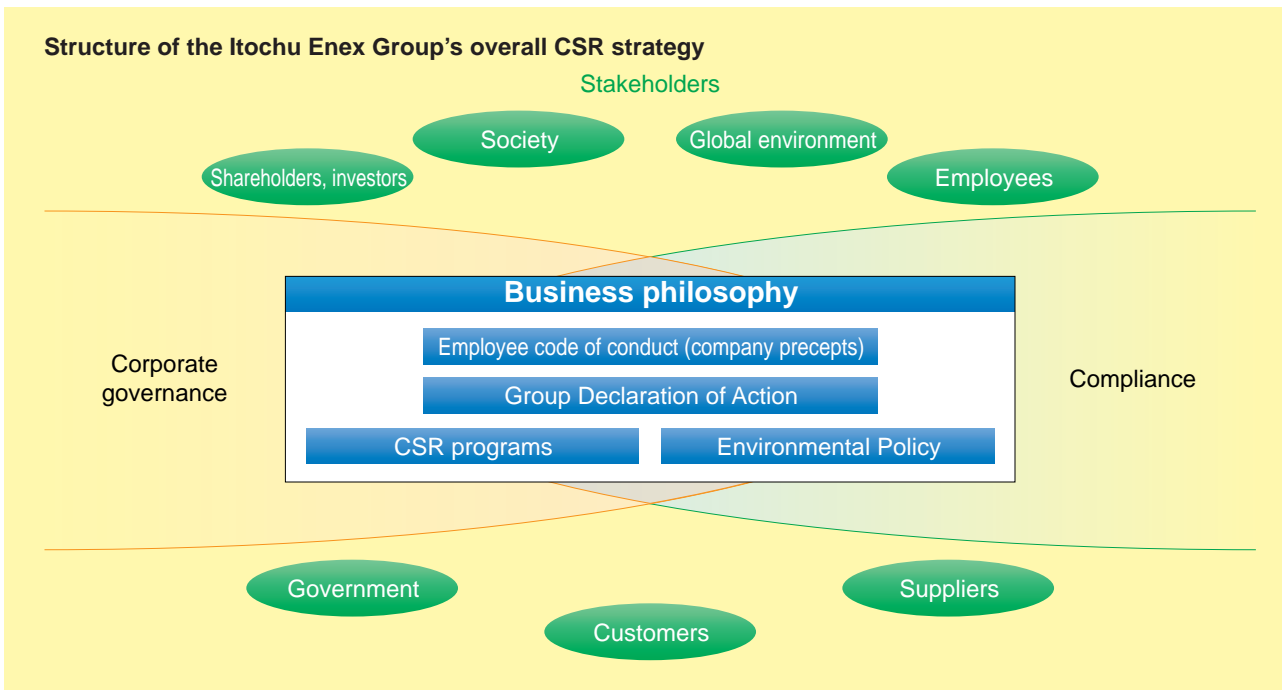 Structure of the Itochu Enex Group’s overall CSR strategy
Stakeholders
Society
Global environment
Shareholders, investors
Employees
Business philosophy
Employee code of conduct (company precepts)
Group Declaration of Action
CSR programs
Environmental Policy
Corporate
governance
Compliance
Government
Suppliers
Customers